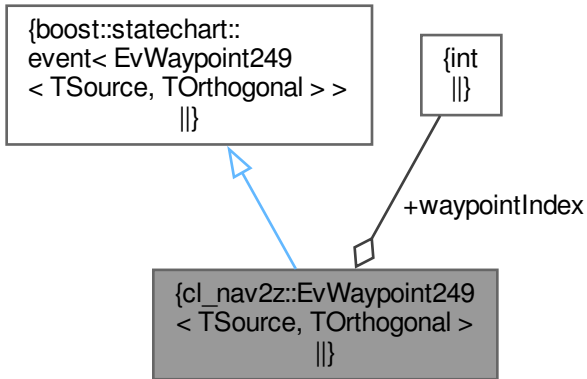 {boost::statechart::
event< EvWaypoint249
< TSource, TOrthogonal > >
||}
{int
||}
+waypointIndex
{cl_nav2z::EvWaypoint249
< TSource, TOrthogonal >
||}